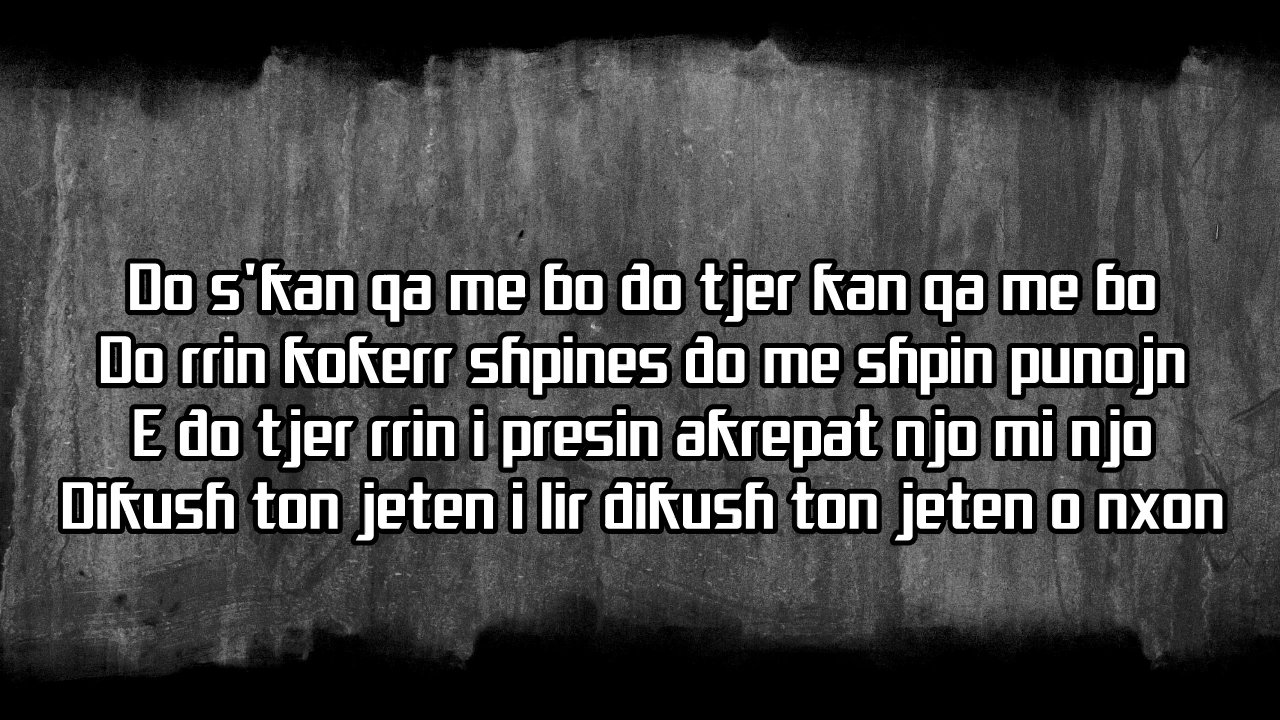 Do s'kan qa me bo do tjer kan qa me bo
Do rrin kokerr shpines do me shpin punojn
E do tjer rrin i presin akrepat njo mi njo
Dikush ton jeten i lir dikush ton jeten o nxon